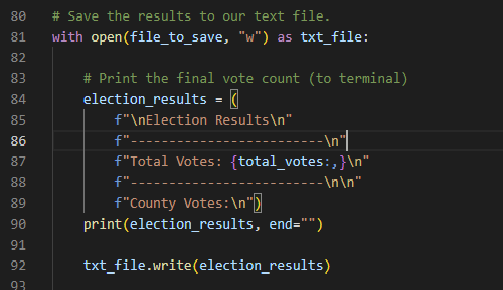 80 # Save the results to our text file.
81 with open(file_to_save, "w") as txt_file:
82
83 # Print the final vote count (to terminal)
84 election_results = (
85 f"\nElection Results\n"
86 f"-------------------------\n"
87 f"Total Votes: {total_votes:,}\n"
88 f"-------------------------\n\n"
89 f"County Votes:\n")
90 print(election_results, end="")
91
92 txt_file.write(election_results)
93